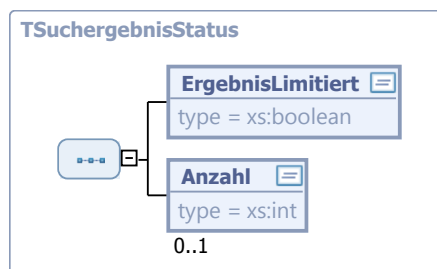 TSuchergebnisStatus
ErgebnisLimitiert
type = xs:boolean
Anzahl
type = xs:int
0..1